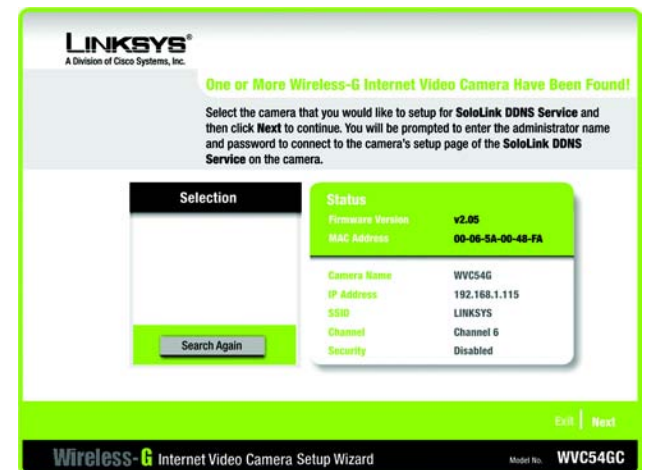 LINKSYS®
A Division of Cisco Systems, Inc.
One or More Wireless-G Internet Video Camera Have Been Found!
Select the camera that you would like to setup for SoloLink DDNS Service and
then click Next to continue. You will be prompted to enter the administrator name
and password to connect to the camera's setup page of the SoloLink DDNS
Service on the camera.
Selection
Search Again
Status
Firmware Version v2.05
MAC Address 00-06-5A-00-48-FA
Camera Name WVC54G
IP Address 192.168.1.115
SSID LINKSYS
Channel Channel 6
Security Disabled
Exit | Next
Wireless-G Internet Video Camera Setup Wizard Model No. WVC54GC